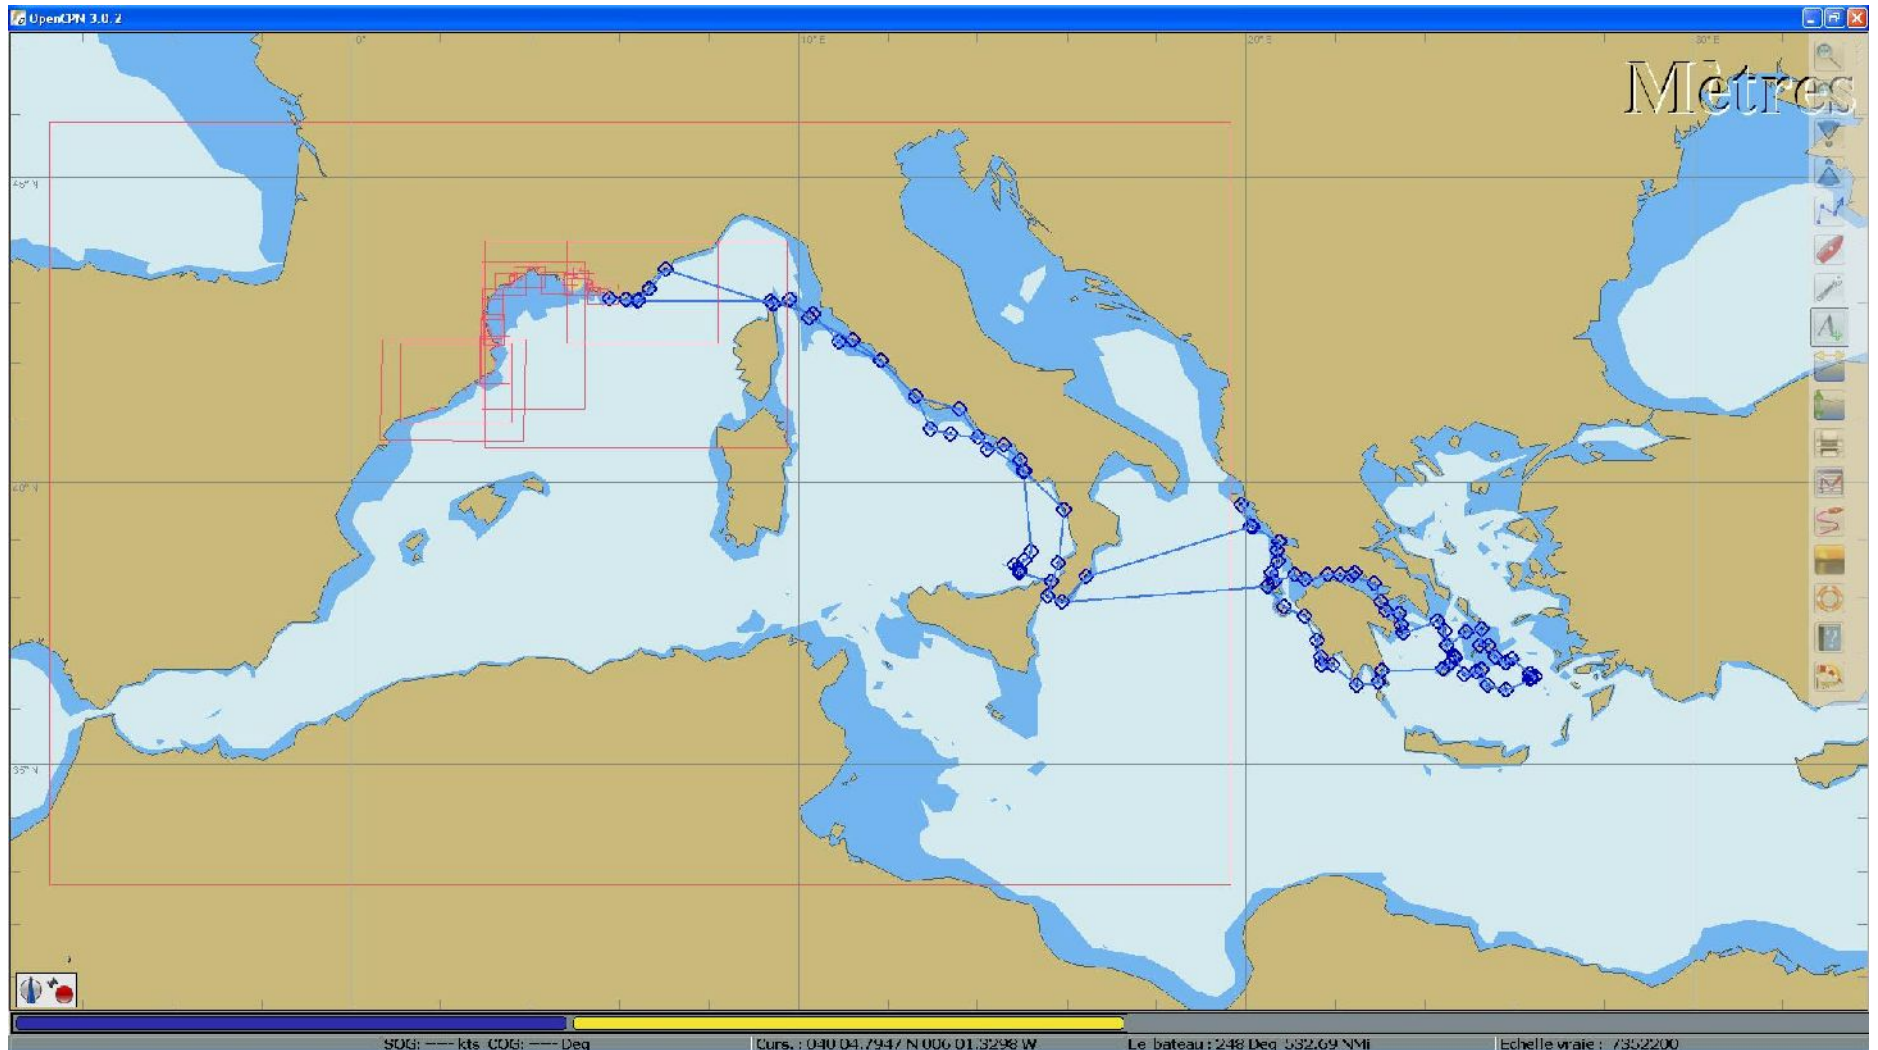 OpenCPN 3.0.2
0°
10° E
20° E
30° E
Mètres
45° N
40° N
35° N
SOG: ---- kts COG: ---- Deg
Curs. : 040 04.7947 N 006 01.3298 W
Le bateau : 248 Deg 532.69 NMi
Echelle vraie : 7352200